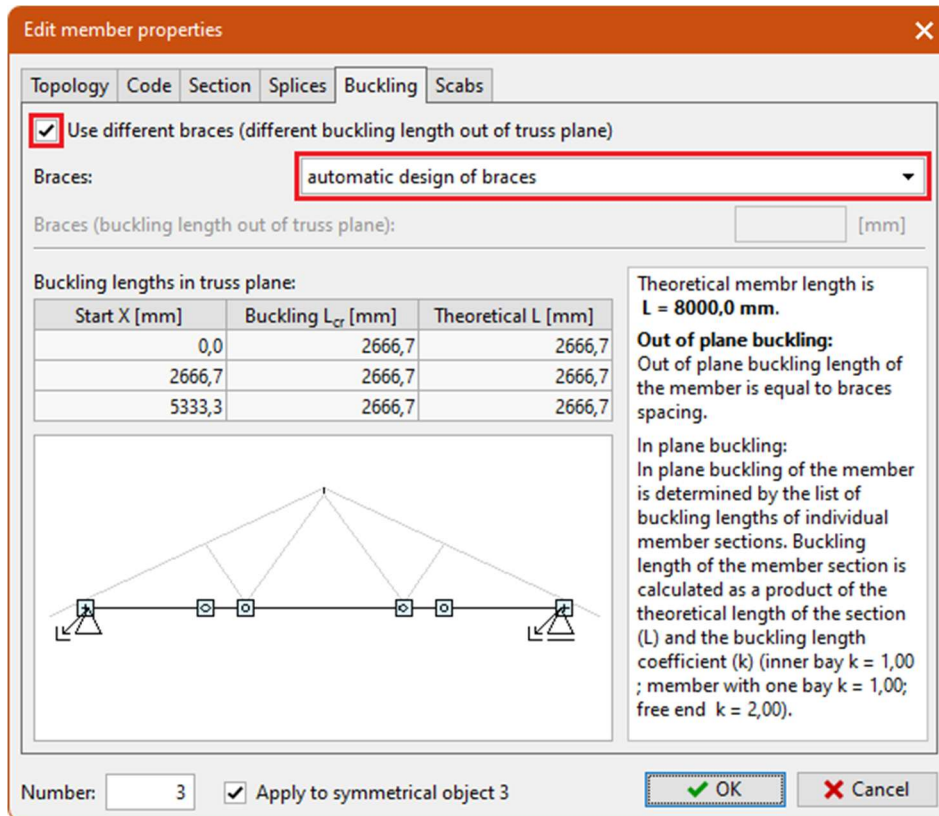 Edit member properties
Topology Code Section Splices Buckling Scabs
Use different braces (different buckling length out of truss plane)
Braces: automatic design of braces
Braces (buckling length out of truss plane): [mm]
Buckling lengths in truss plane:
Start X [mm] Buckling Lcr [mm] Theoretical L [mm]
0,0 2666,7 2666,7
2666,7 2666,7 2666,7
5333,3 2666,7 2666,7
Theoretical membr length is
L = 8000,0 mm.
Out of plane buckling:
Out of plane buckling length of
the member is equal to braces
spacing.
In plane buckling:
In plane buckling of the member
is determined by the list of
buckling lengths of individual
member sections. Buckling
length of the member section is
calculated as a product of the
theoretical length of the section
(L) and the buckling length
coefficient (k) (inner bay k = 1,00
; member with one bay k = 1,00;
free end k = 2,00).
Number: 3 Apply to symmetrical object 3 OK Cancel